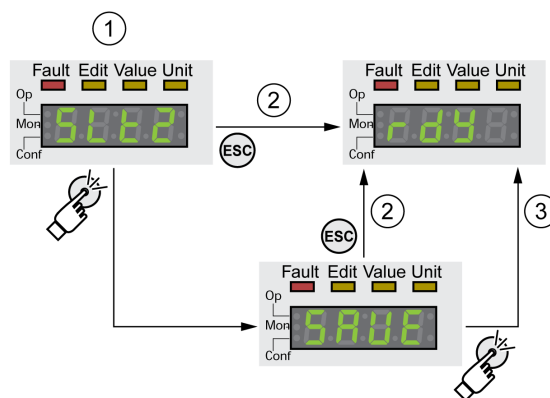 1
Fault Edit Value Unit
Op
Mon
Conf
SLt2
2
ESC
Fault Edit Value Unit
Op
Mon
Conf
rdy
ESC
2
3
Fault Edit Value Unit
Op
Mon
Conf
SAVE